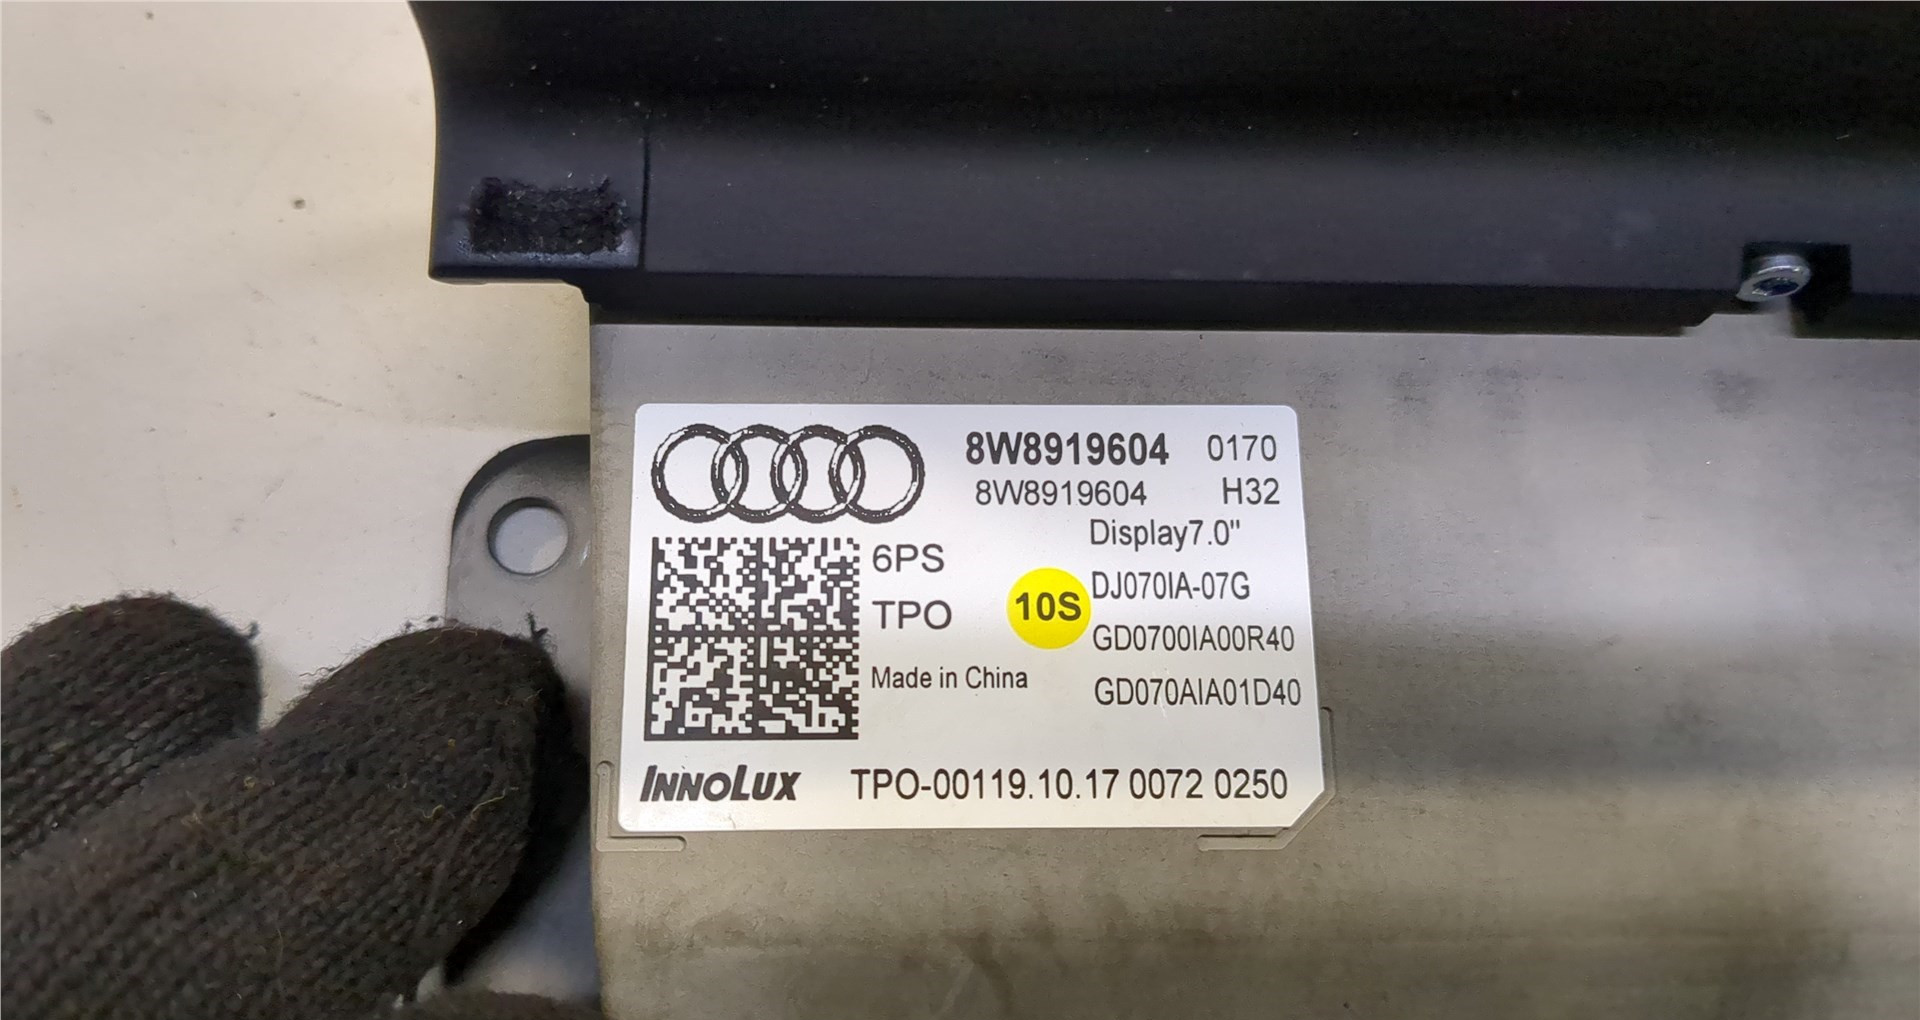 8W8919604 0170
8W8919604 H32
Display7.0"
6PS
TPO
10S
DJ070IA-07G
GD0700IA00R40
Made in China
GD070AIA01D40
INNOLUX TPO-00119.10.17 0072 0250